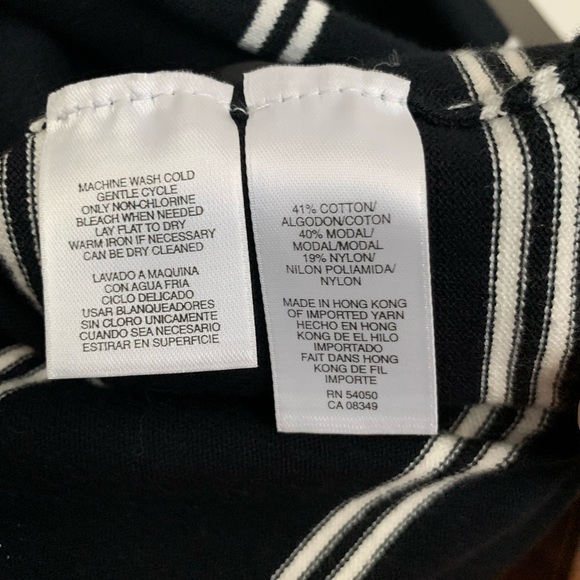 MACHINE WASH COLD
GENTLE CYCLE
ONLY NON-CHLORINE
BLEACH WHEN NEEDED
LAY FLAT TO DRY
WARM IRON IF NECESSARY
CAN BE DRY CLEANED
LAVADO A MAQUINA
CON AGUA FRIA
CICLO DELICADO
USAR BLANQUEADORES
SIN CLORO UNICAMENTE
CUANDO SEA NECESARIO
ESTIRAR EN SUPERFICIE
41% COTTON/
ALGODON/COTON
40% MODAL/
MODAL/MODAL
19% NYLON/
NILON POLIAMIDA/
NYLON
MADE IN HONG KONG
OF IMPORTED YARN
HECHO EN HONG
KONG DE EL HILO
IMPORTADO
FAIT DANS HONG
KONG DE FIL
IMPORTE
RN 54050
CA 08349